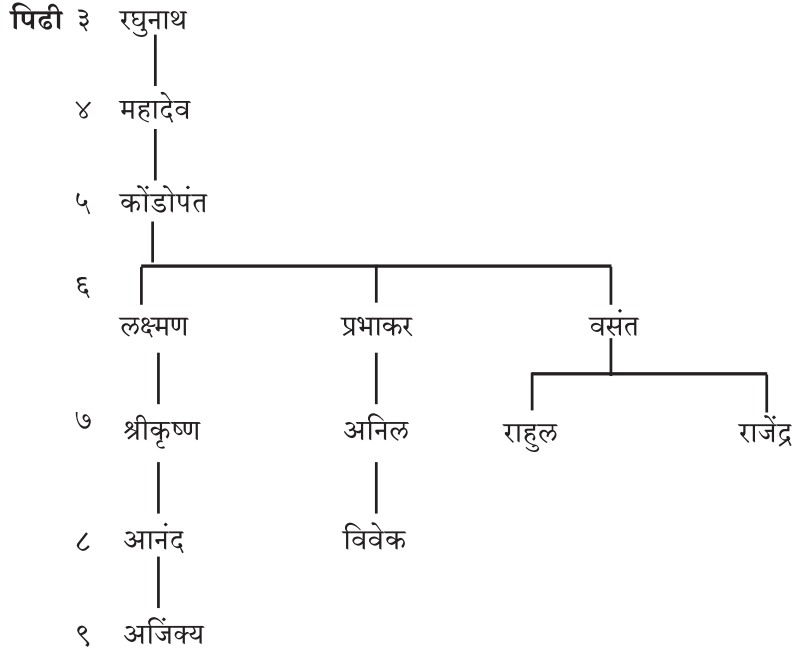 पिढी ३ रघुनाथ
४ महादेव
५ कोंडोपंत
६
लक्ष्मण प्रभाकर वसंत
७ श्रीकृष्ण अनिल राहुल राजेंद्र
८ आनंद विवेक
९ अजिंक्य